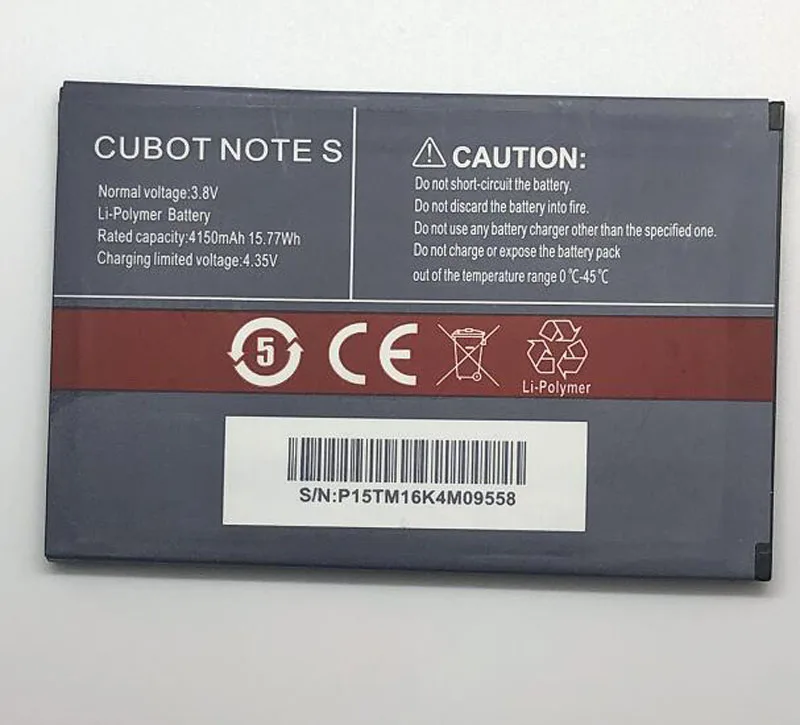 CUBOT NOTE S
Normal voltage:3.8V
Li-Polymer Battery
Rated capacity:4150mAh 15.77Wh
Charging limited voltage:4.35V
CAUTION:
Do not short-circuit the battery.
Do not discard the battery into fire.
Do not use any battery charger other than the specified one.
Do not charge or expose the battery pack
out of the temperature range 0℃-45℃
5
CE
Li-Polymer
S/N:P15TM16K4M09558